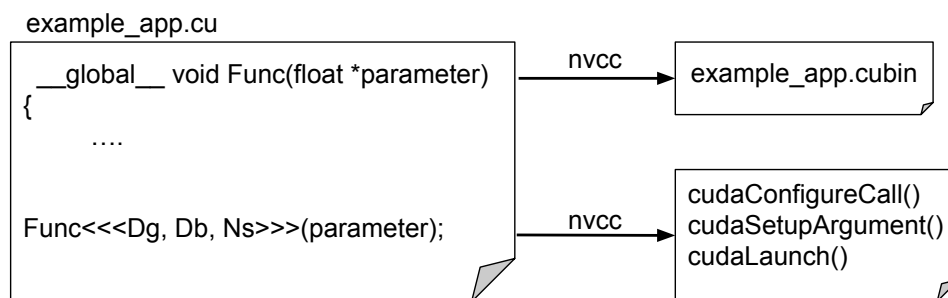 example_app.cu
__global__ void Func(float *parameter)
{
....
Func<<<Dg, Db, Ns>>>(parameter);
nvcc
example_app.cubin
nvcc
cudaConfigureCall()
cudaSetupArgument()
cudaLaunch()